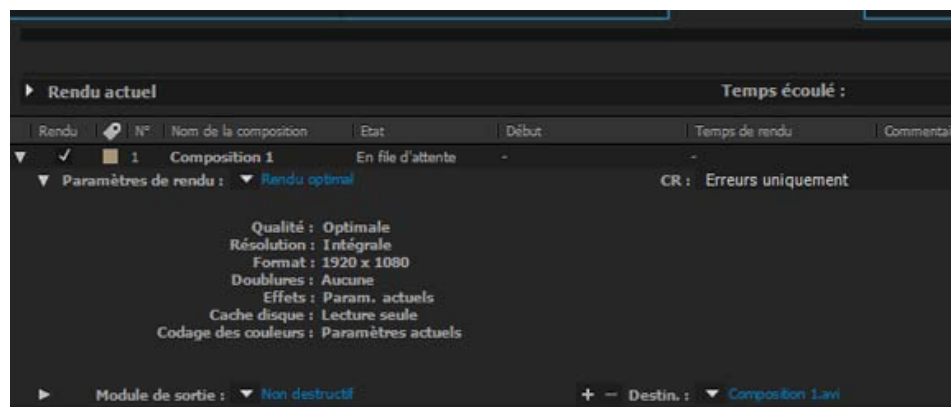 Rendu actuel Temps écoulé :
Rendu N° Nom de la composition Etat Début Temps de rendu Commenta
1 Composition 1 En file d'attente - -
Paramètres de rendu : Rendu optimal CR : Erreurs uniquement
Qualité : Optimale
Résolution : Intégrale
Format : 1920 x 1080
Doublures : Aucune
Effets : Param. actuels
Cache disque : Lecture seule
Codage des couleurs : Paramètres actuels
Module de sortie : Non destructif + – Destin. : Composition 1.avi